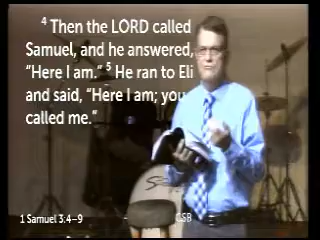 ⁴ Then the LORD called
Samuel, and he answered,
“Here I am.” ⁵ He ran to Eli
and said, “Here I am; you
called me.”
1 Samuel 3:4–9
CSB